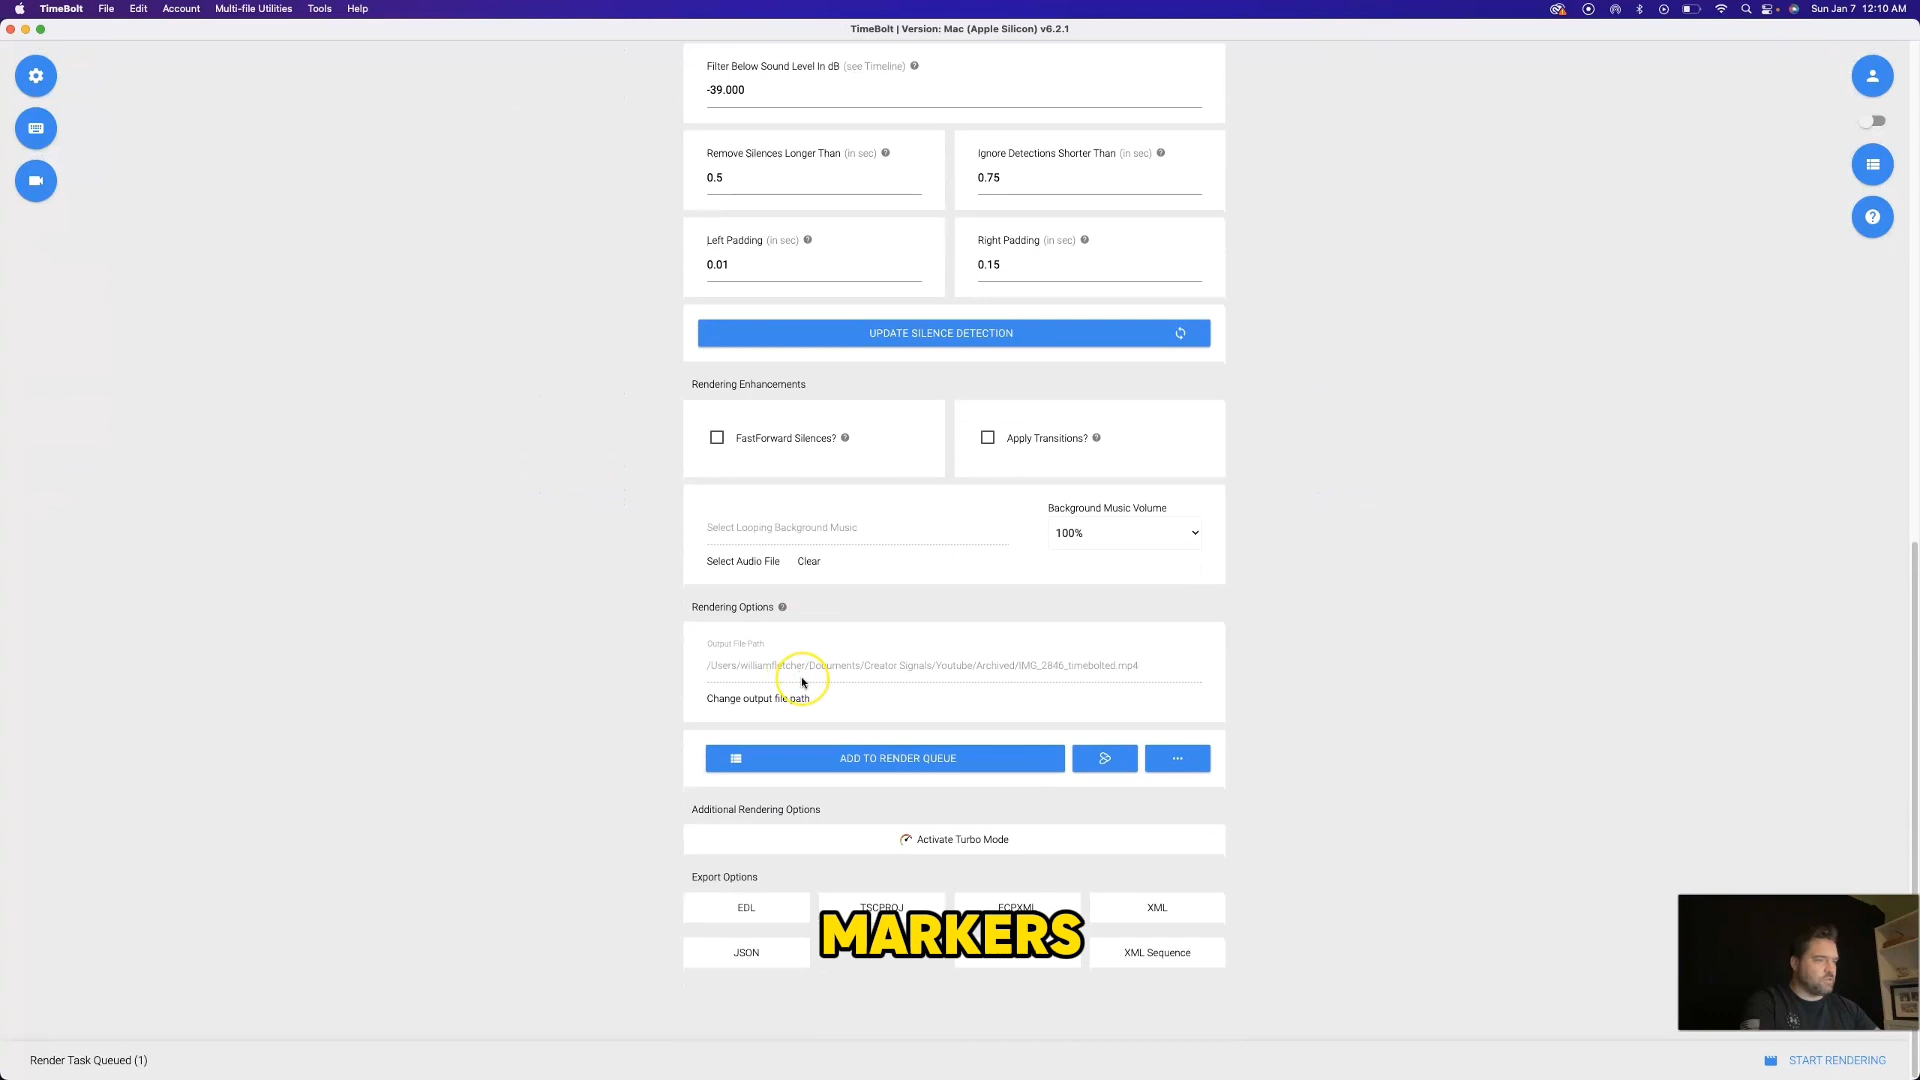 TimeBolt File Edit Account Multi-file Utilities Tools Help Sun Jan 7 12:10 AM
TimeBolt | Version: Mac (Apple Silicon) v6.2.1
Filter Below Sound Level In dB (see Timeline)
-39.000
Remove Silences Longer Than (in sec)
0.5
Ignore Detections Shorter Than (in sec)
0.75
Left Padding (in sec)
0.01
Right Padding (in sec)
0.15
UPDATE SILENCE DETECTION
Rendering Enhancements
FastForward Silences?
Apply Transitions?
Select Looping Background Music
Select Audio File Clear
Background Music Volume
100%
Rendering Options
Output File Path
/Users/williamfletcher/Documents/Creator Signals/Youtube/Archived/IMG_2846_timebolted.mp4
Change output file path
ADD TO RENDER QUEUE
Additional Rendering Options
Activate Turbo Mode
Export Options
EDL TSCPROJ FCPXML XML
MARKERS
JSON XML Sequence
Render Task Queued (1)
START RENDERING